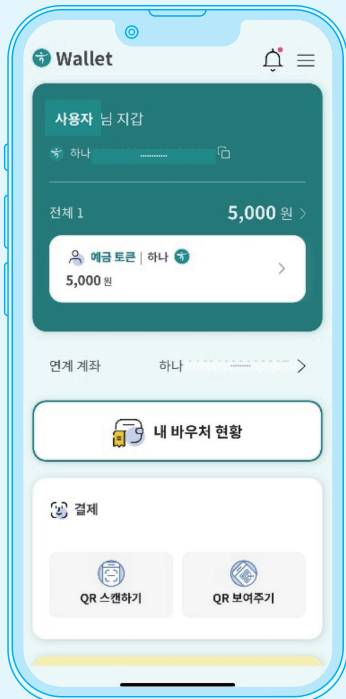 Wallet
사용자 님 지갑
하나
전체 1 5,000 원
예금 토큰 | 하나
5,000 원
연계 계좌 하나
내 바우처 현황
결제
QR 스캔하기 QR 보여주기